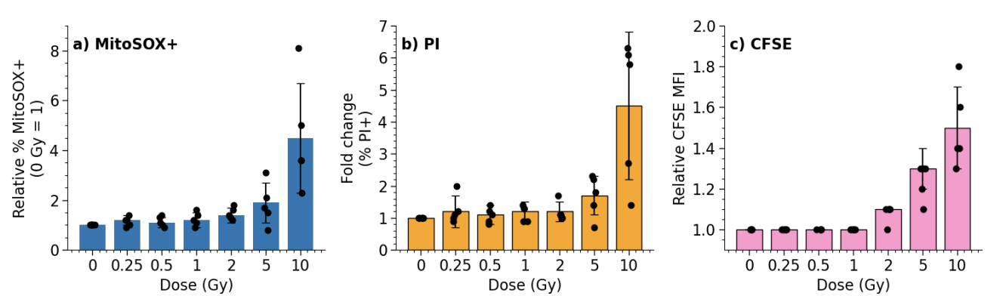 a) MitoSOX+
Relative % MitoSOX+
(0 Gy = 1)
8
6
4
2
0
0 0.25 0.5 1 2 5 10
Dose (Gy)
b) PI
Fold change
(% PI+)
7
6
5
4
3
2
1
0
0 0.25 0.5 1 2 5 10
Dose (Gy)
c) CFSE
Relative CFSE MFI
2.0
1.8
1.6
1.4
1.2
1.0
0 0.25 0.5 1 2 5 10
Dose (Gy)